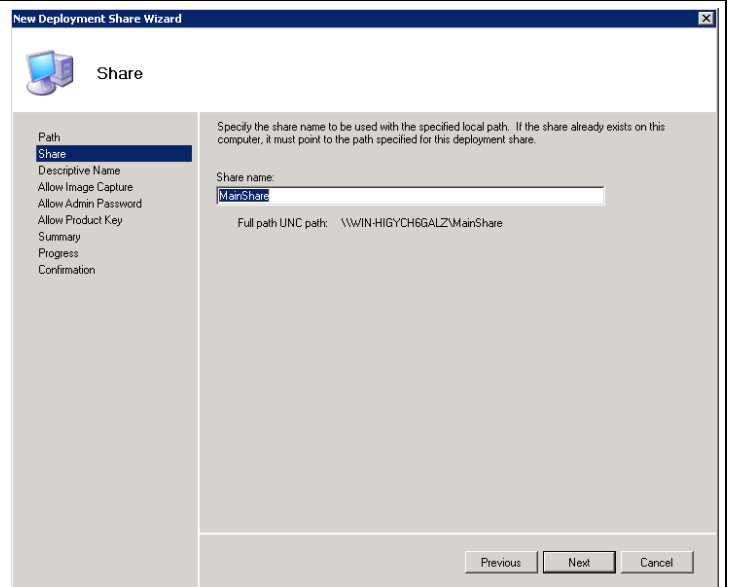 New Deployment Share Wizard
Share
Path
Share
Descriptive Name
Allow Image Capture
Allow Admin Password
Allow Product Key
Summary
Progress
Confirmation
Specify the share name to be used with the specified local path. If the share already exists on this
computer, it must point to the path specified for this deployment share.
Share name:
MainShare
Full path UNC path: \\WIN-HIGYCH6GALZ\MainShare
Previous Next Cancel